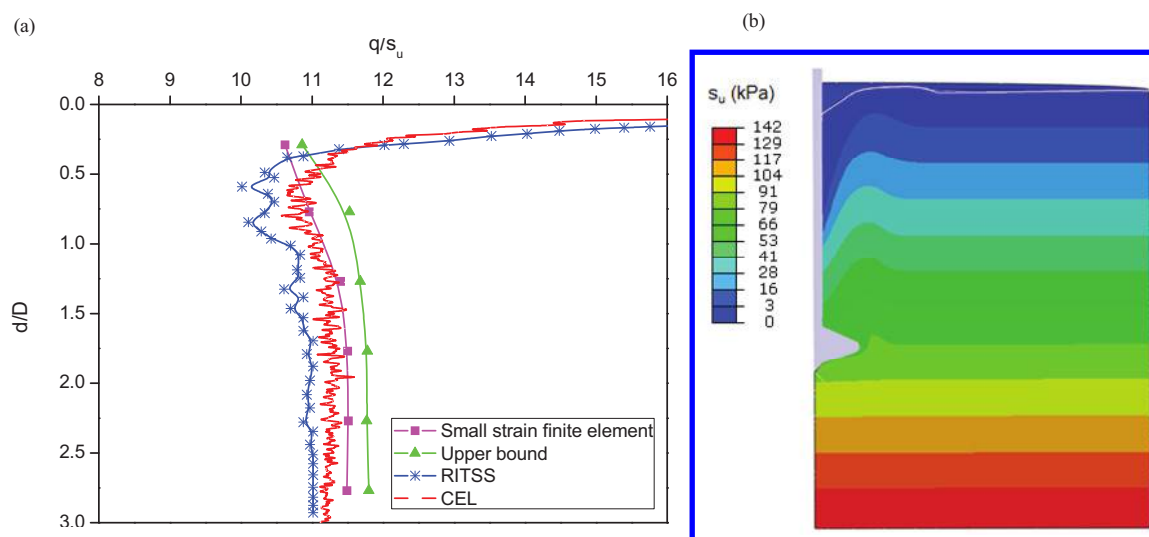 (a)
q/su
8 9 10 11 12 13 14 15 16
0.0
0.5
1.0
1.5
2.0
2.5
3.0
d/D
Small strain finite element
Upper bound
RITSS
CEL
(b)
su (kPa)
142
129
117
104
91
79
66
53
41
28
16
3
0